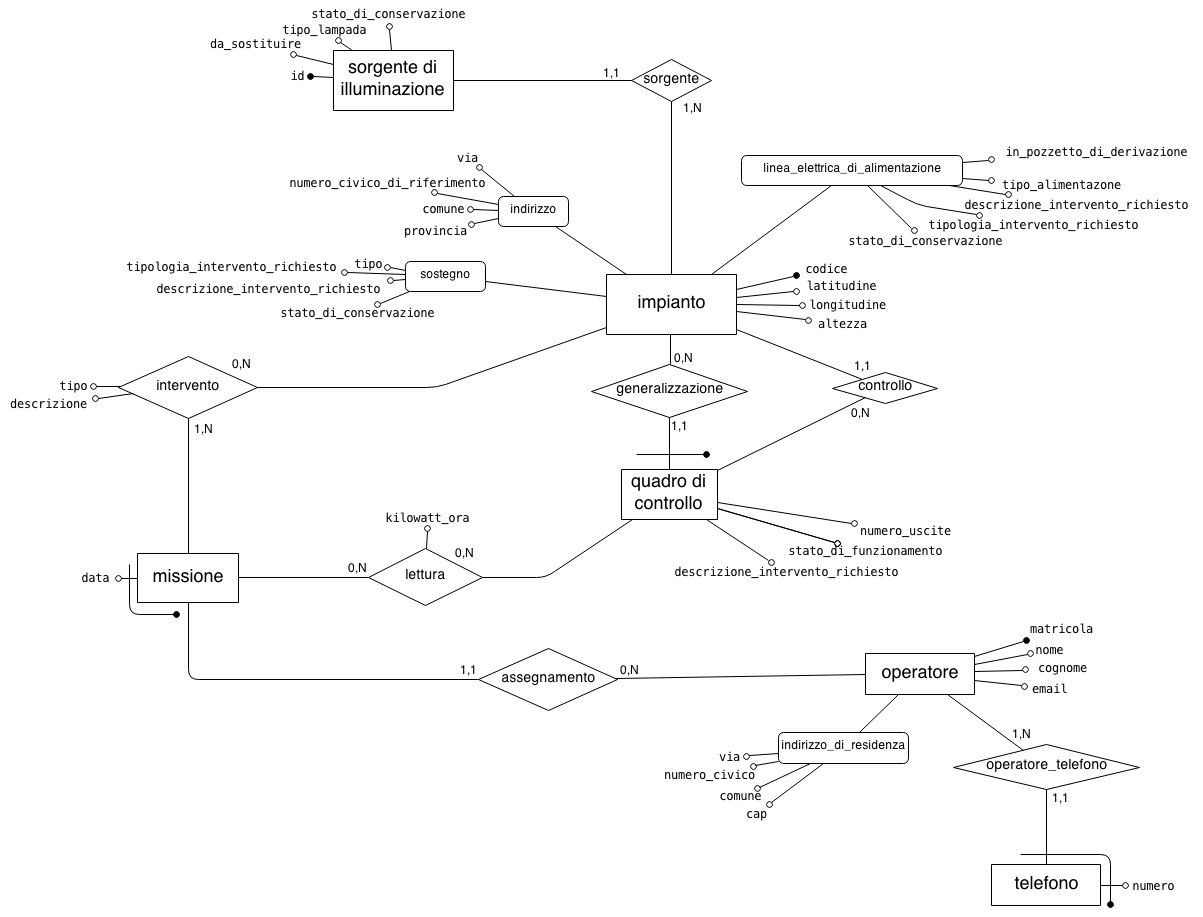 stato_di_conservazione
tipo_lampada
da_sostituire
id
sorgente di
illuminazione
1,1
sorgente
1,N
via
numero_civico_di_riferimento
comune
provincia
indirizzo
linea_elettrica_di_alimentazione
in_pozzetto_di_derivazione
tipo_alimentazone
descrizione_intervento_richiesto
tipologia_intervento_richiesto
stato_di_conservazione
tipologia_intervento_richiesto
tipo
descrizione_intervento_richiesto
stato_di_conservazione
sostegno
impianto
codice
latitudine
longitudine
altezza
0,N
intervento
tipo
descrizione
1,N
0,N
generalizzazione
1,1
1,1
controllo
0,N
quadro di
controllo
numero_uscite
stato_di_funzionamento
descrizione_intervento_richiesto
kilowatt_ora
0,N
0,N
lettura
data
missione
1,1
assegnamento
0,N
operatore
matricola
nome
cognome
email
indirizzo_di_residenza
via
numero_civico
comune
cap
1,N
operatore_telefono
1,1
telefono
numero